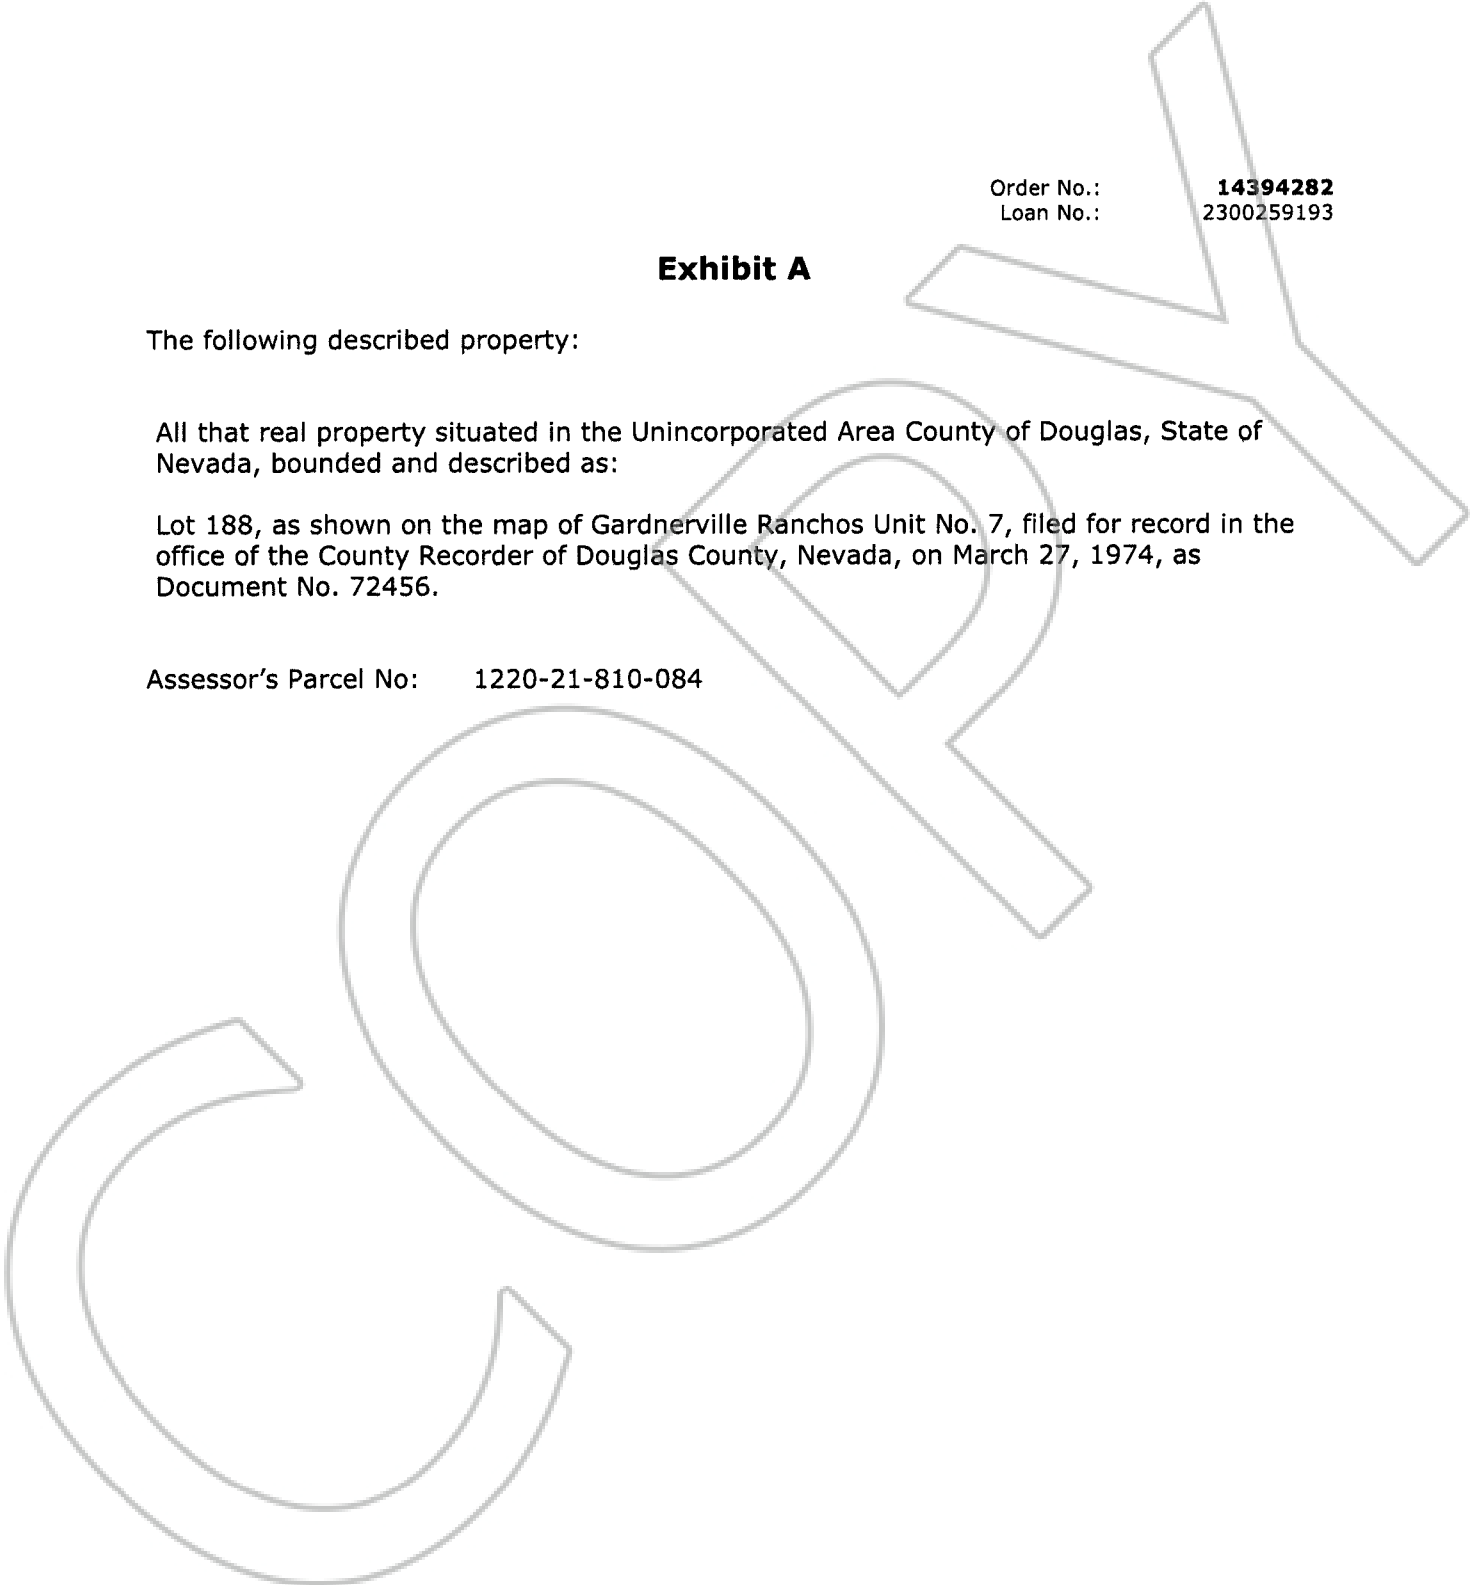 Order No.: 14394282
Loan No.: 2300259193
Exhibit A
The following described property:
All that real property situated in the Unincorporated Area County of Douglas, State of
Nevada, bounded and described as:
Lot 188, as shown on the map of Gardnerville Ranchos Unit No. 7, filed for record in the
office of the County Recorder of Douglas County, Nevada, on March 27, 1974, as
Document No. 72456.
Assessor's Parcel No: 1220-21-810-084
COPY